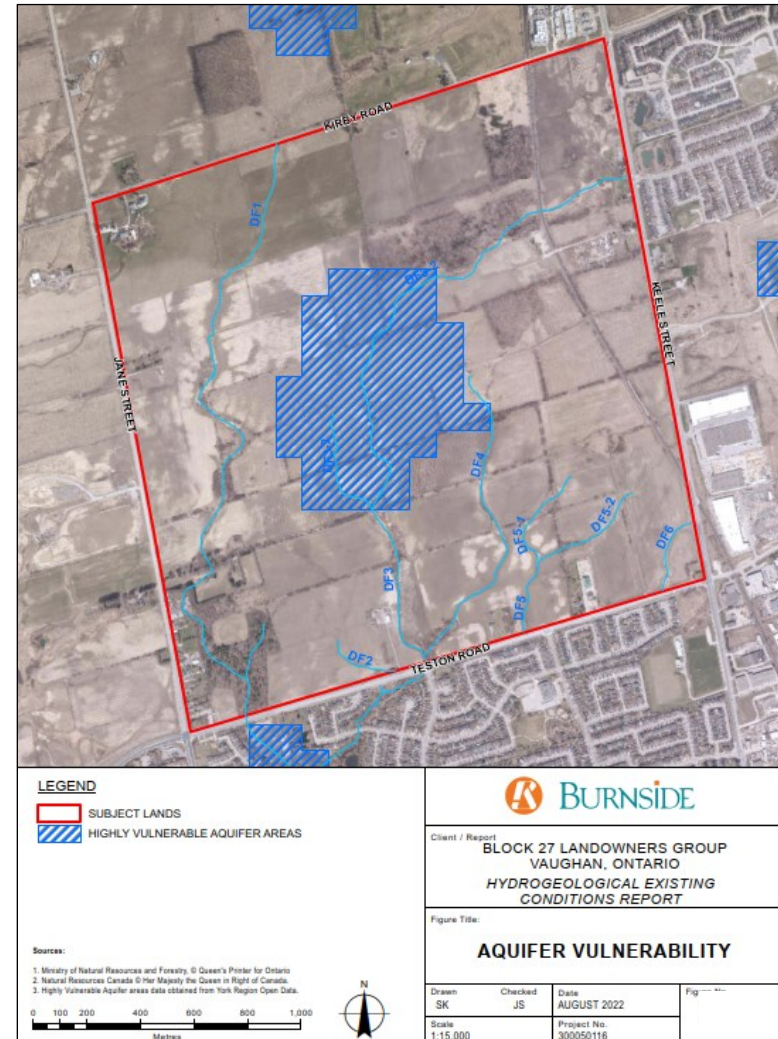 KIRBY ROAD
DF1
JANE STREET
KEELE STREET
DF4
DF5-1
DF5-2
DF6
DF3
DF5
DF2
TESTON ROAD
LEGEND
SUBJECT LANDS
HIGHLY VULNERABLE AQUIFER AREAS
Sources:
1. Ministry of Natural Resources and Forestry, © Queen's Printer for Ontario
2. Natural Resources Canada © Her Majesty the Queen in Right of Canada.
3. Highly Vulnerable Aquifer areas data obtained from York Region Open Data.
0 100 200 400 600 800 1,000
Metres
N
BURNSIDE
Client / Report
BLOCK 27 LANDOWNERS GROUP
VAUGHAN, ONTARIO
HYDROGEOLOGICAL EXISTING
CONDITIONS REPORT
Figure Title:
AQUIFER VULNERABILITY
Drawn Checked Date
SK JS AUGUST 2022
Scale Project No.
1:15,000 300050116